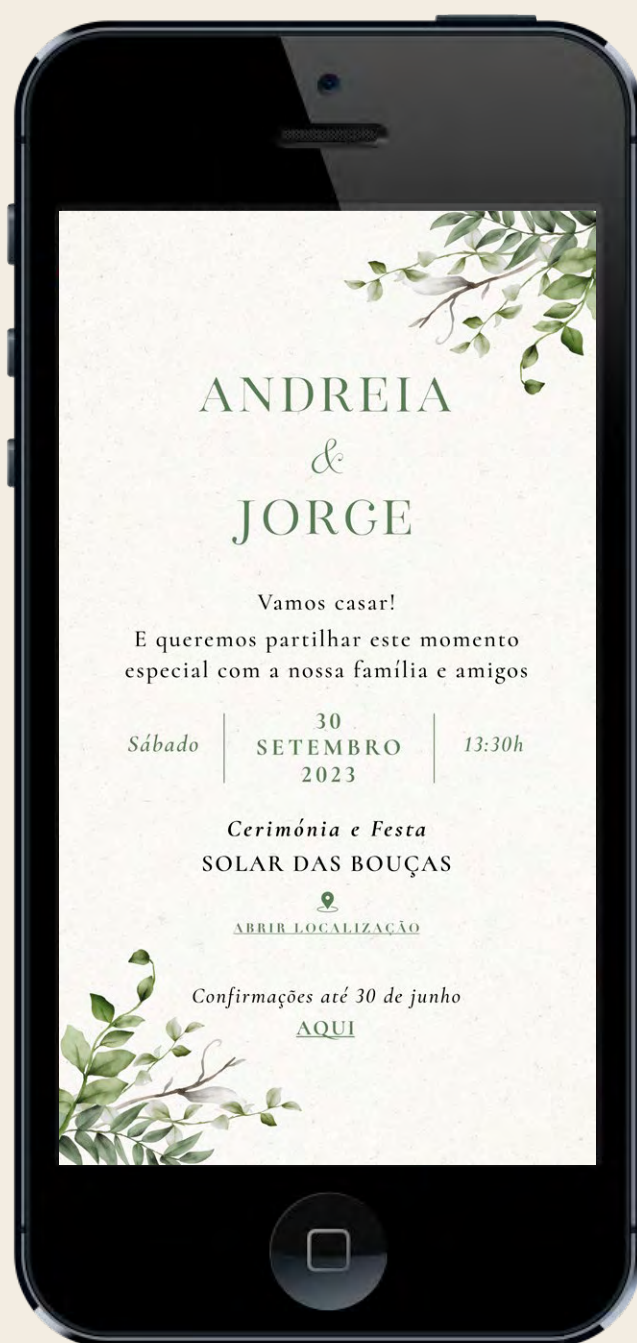 ANDREIA
&
JORGE
Vamos casar!
E queremos partilhar este momento
especial com a nossa família e amigos
Sábado
30
SETEMBRO
2023
13:30h
Cerimónia e Festa
SOLAR DAS BOUÇAS
ABRIR LOCALIZAÇÃO
Confirmações até 30 de junho
AQUI